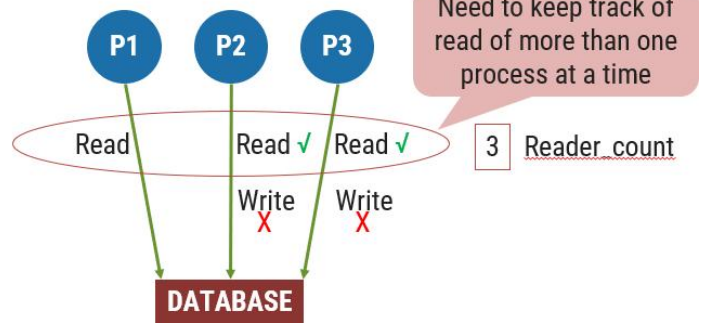 Need to keep track of
read of more than one
process at a time
P1 P2 P3
Read Read √ Read √
3 Reader_count
Write Write
X X
DATABASE